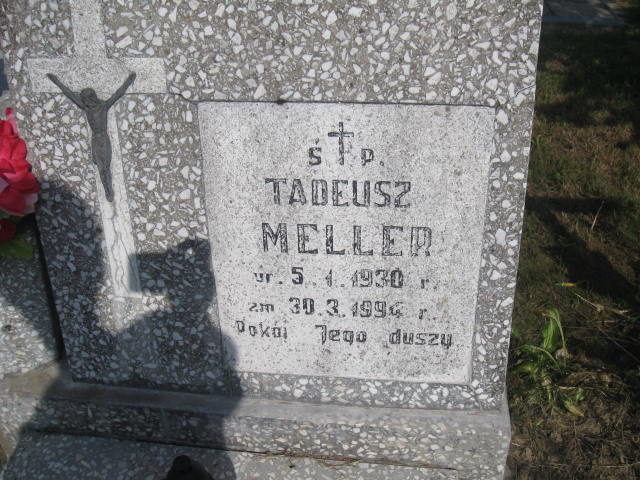 Ś P.
TADEUSZ
MELLER
ur. 5.1.1930 r.
zm 30.3.1994 r.
Pokój Jego duszy